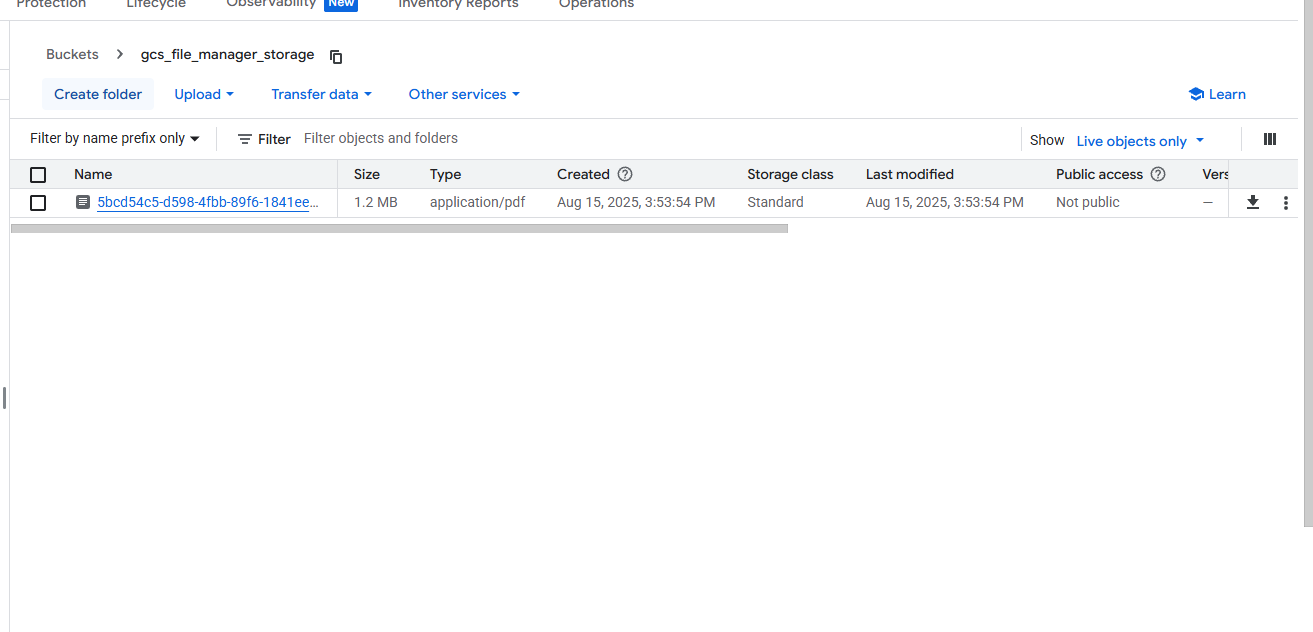 Protection Lifecycle Observability New Inventory Reports Operations
Buckets > gcs_file_manager_storage
Create folder Upload Transfer data Other services Learn
Filter by name prefix only Filter Filter objects and folders Show Live objects only
Name Size Type Created Storage class Last modified Public access Vers
5bcd54c5-d598-4fbb-89f6-1841ee… 1.2 MB application/pdf Aug 15, 2025, 3:53:54 PM Standard Aug 15, 2025, 3:53:54 PM Not public —